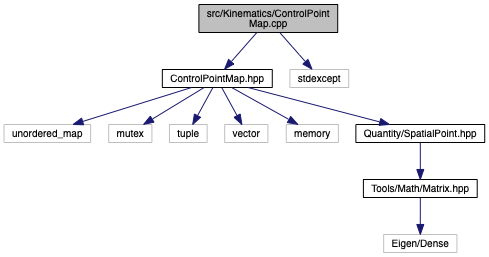 src/Kinematics/ControlPoint
Map.cpp
ControlPointMap.hpp
stdexcept
unordered_map
mutex
tuple
vector
memory
Quantity/SpatialPoint.hpp
Tools/Math/Matrix.hpp
Eigen/Dense